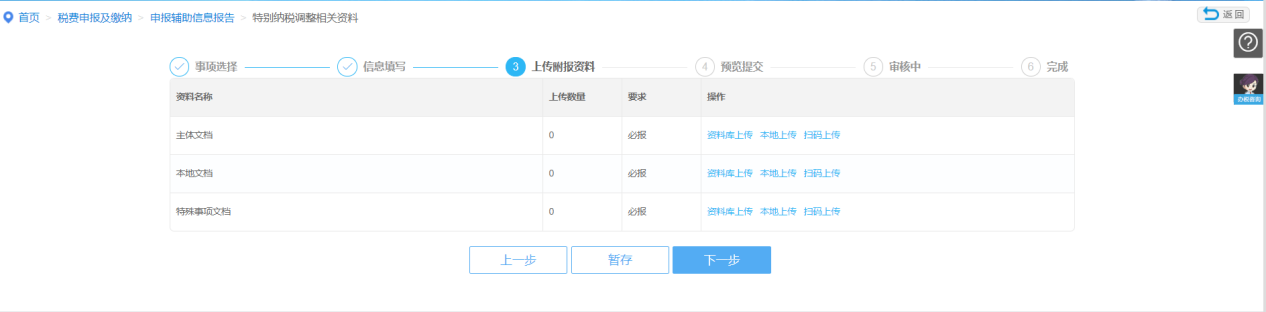 首页 > 税费申报及缴纳 > 申报辅助信息报告 > 特别纳税调整相关资料
返回
事项选择 信息填写 3 上传附报资料 4 预览提交 5 审核中 6 完成
资料名称 上传数量 要求 操作
主体文档 0 必报 资料库上传 本地上传 扫码上传
本地文档 0 必报 资料库上传 本地上传 扫码上传
特殊事项文档 0 必报 资料库上传 本地上传 扫码上传
上一步 暂存 下一步